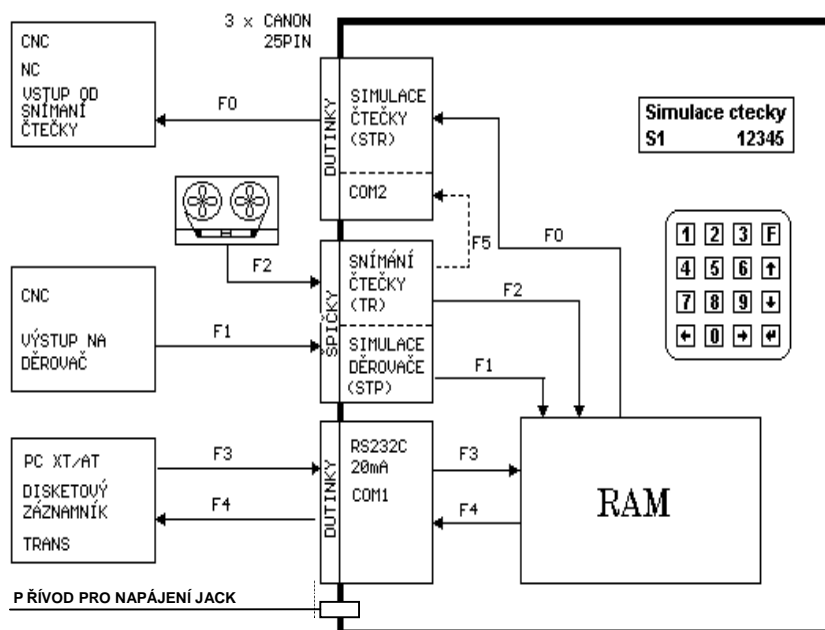 3 x CANON
25PIN
CNC
NC
VSTUP OD
SNÍMANÍ
ČTEČKY
F0
DUTINKY
SIMULACE
ČTEČKY
(STR)
COM2
Simulace ctecky
S1 12345
F2
F5
F0
1 2 3 F
4 5 6 ↑
7 8 9 ↓
← 0 → ↵
CNC
VÝSTUP NA
DĚROVAČ
F1
ŠPIČKY
SNÍMÁNÍ
ČTEČKY
(TR)
F2
SIMULACE
DĚROVAČE
(STP)
F1
PC XT/AT
DISKETOVÝ
ZÁZNAMNÍK
TRANS
F3
F4
DUTINKY
RS232C
20mA
COM1
F3
F4
RAM
P ŘÍVOD PRO NAPÁJENÍ JACK